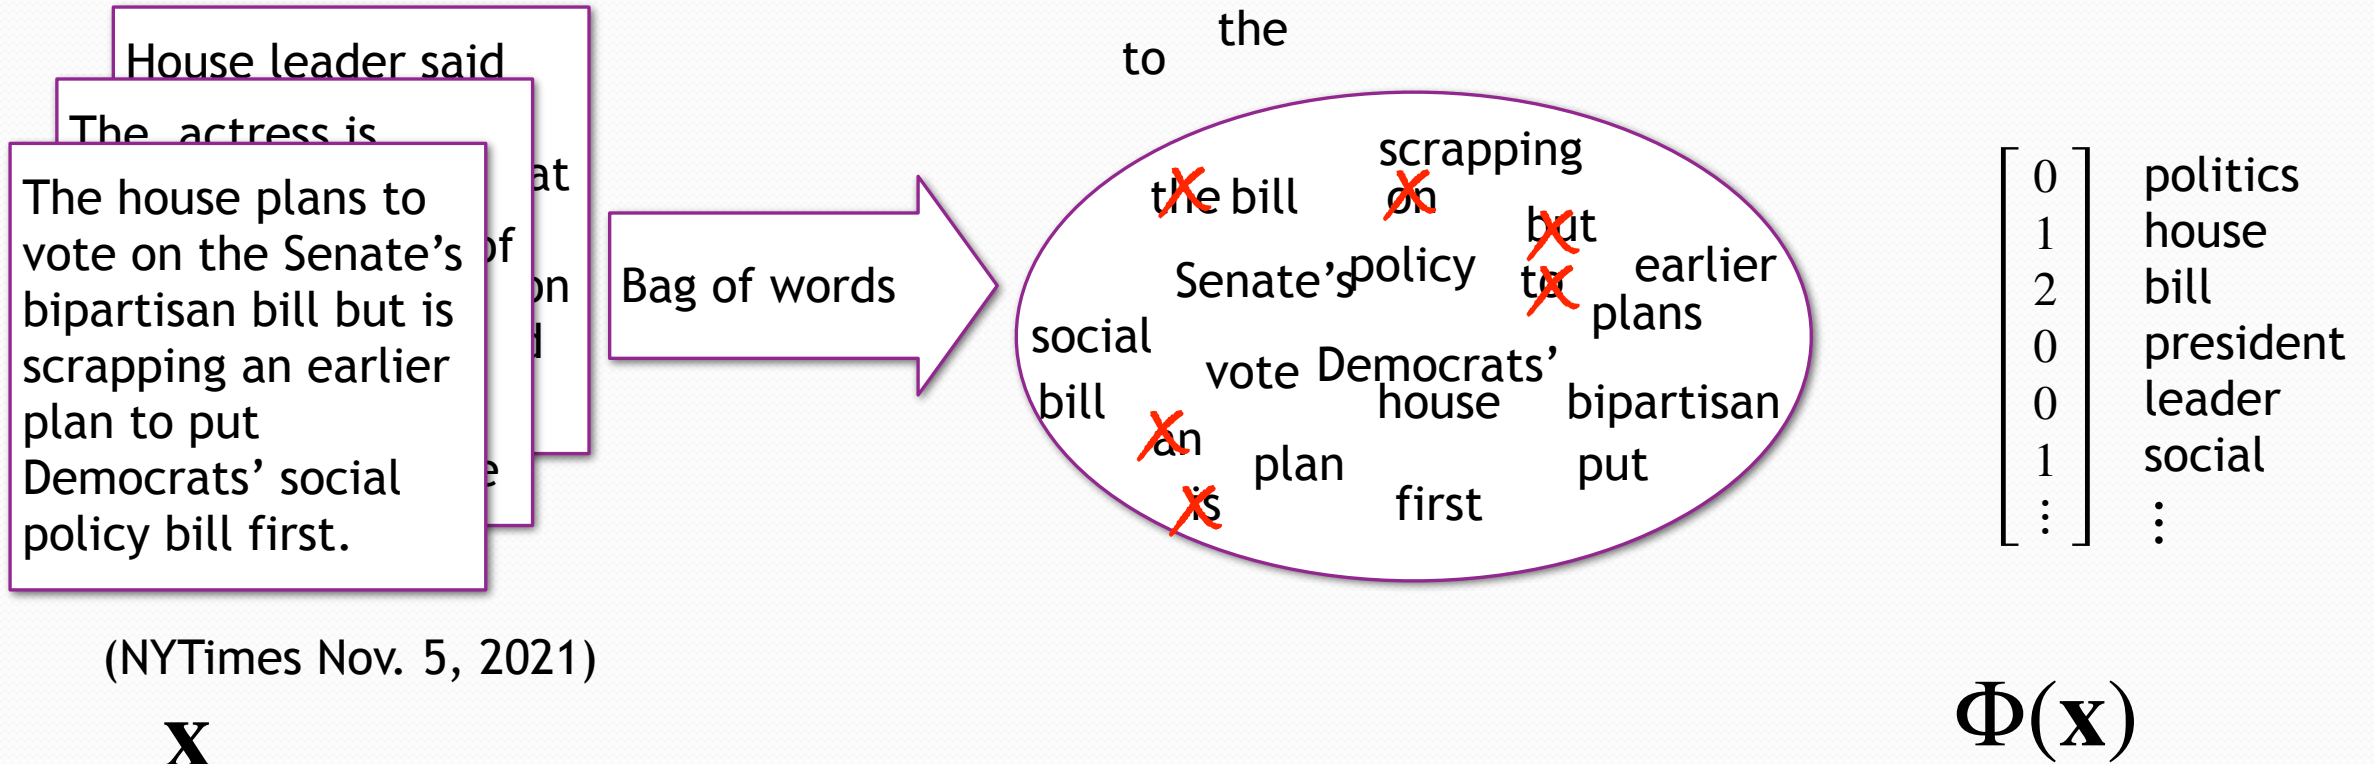 House leader said
The actress is
at
of
on
The house plans to
vote on the Senate's
bipartisan bill but is
scrapping an earlier
plan to put
Democrats' social
policy bill first.
(NYTimes Nov. 5, 2021)
x
Bag of words
to the
scrapping
the bill on
but
Senate's policy to earlier
plans
social
vote Democrats'
bill house bipartisan
an
plan put
is first
0 politics
1 house
2 bill
0 president
0 leader
1 social
⋮ ⋮
Φ(x)